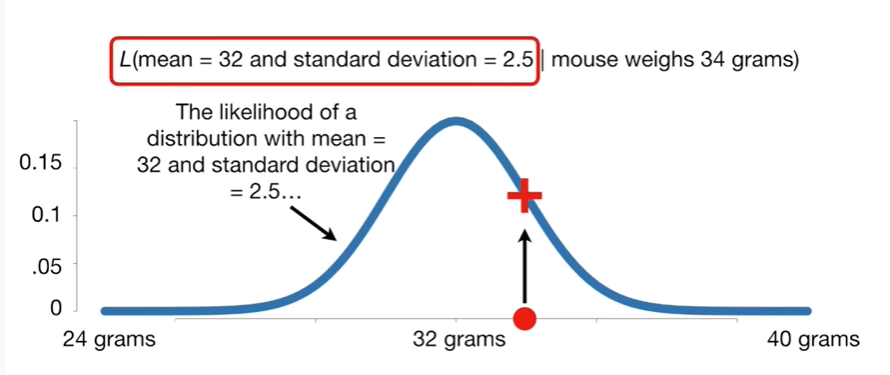 L(mean = 32 and standard deviation = 2.5 | mouse weighs 34 grams)
The likelihood of a
distribution with mean =
32 and standard deviation
= 2.5…
0.15
0.1
.05
0
24 grams
32 grams
40 grams